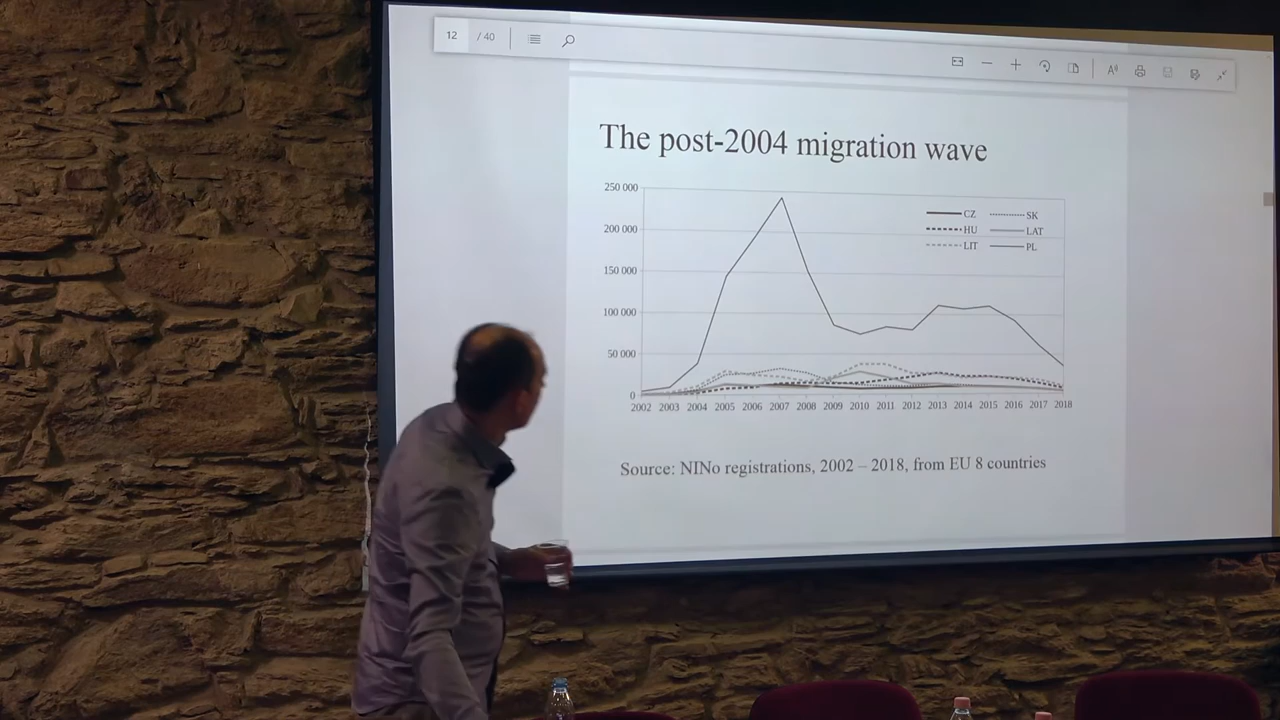 12 / 40
The post-2004 migration wave
250 000
200 000
150 000
100 000
50 000
0
CZ SK
HU LAT
LIT PL
2002 2003 2004 2005 2006 2007 2008 2009 2010 2011 2012 2013 2014 2015 2016 2017 2018
Source: NINo registrations, 2002 – 2018, from EU 8 countries